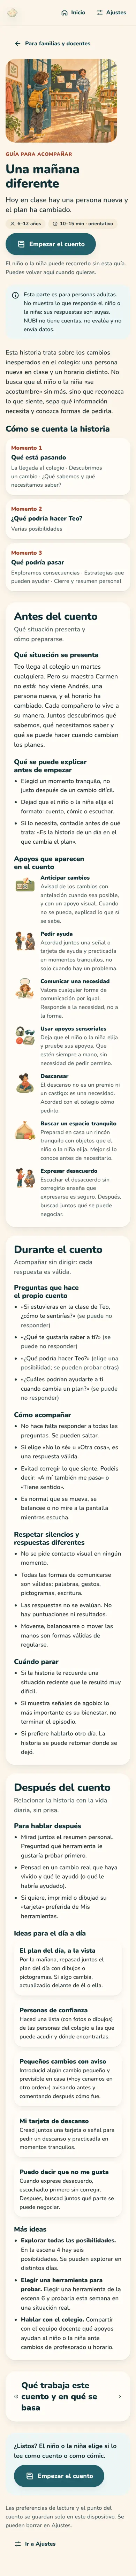 Inicio
Ajustes
Para familias y docentes
GUÍA PARA ACOMPAÑAR
Una mañana
diferente
Hoy en clase hay una persona nueva y
el plan ha cambiado.
6–12 años
10–15 min · orientativo
Empezar el cuento
El niño o la niña puede recorrerlo sin esta guía.
Puedes volver aquí cuando quieras.
Esta parte es para personas adultas.
No muestra lo que responde el niño o
la niña: sus respuestas son suyas.
NUBI no tiene cuentas, no evalúa y no
envía datos.
Esta historia trata sobre los cambios
inesperados en el colegio: una persona
nueva en clase y un horario distinto. No
busca que el niño o la niña «se
acostumbre» sin más, sino que entienda
lo que siente, sepa qué información
necesita y conozca formas de pedirla.
Cómo se cuenta la historia
Momento 1
Qué está pasando
La llegada al colegio · Descubrimos
un cambio · ¿Qué sabemos y qué
necesitamos saber?
Momento 2
¿Qué podría hacer Teo?
Varias posibilidades
Momento 3
Qué podría pasar
Exploramos consecuencias · Estrategias que
pueden ayudar · Cierre y resumen personal
Antes del cuento
Qué situación presenta y
cómo prepararse.
Qué situación se presenta
Teo llega al colegio un martes
cualquiera. Pero su maestra Carmen
no está: hoy viene Andrés, una
persona nueva, y el horario ha
cambiado. Cada compañero lo vive a
su manera. Juntos descubrimos qué
sabemos, qué necesitamos saber y
qué se puede hacer cuando cambian
los planes.
Qué se puede explicar
antes de empezar
Elegid un momento tranquilo, no
justo después de un cambio difícil.
Dejad que el niño o la niña elija el
formato: cuento, cómic o escuchar.
Si lo necesita, contadle antes de qué
trata: «Es la historia de un día en el
que cambia el plan».
Apoyos que aparecen
en el cuento
Anticipar cambios
Avisad de los cambios con
antelación cuando sea posible,
y con un apoyo visual. Cuando
no se pueda, explicad lo que sí
se sabe.
Pedir ayuda
Acordad juntos una señal o
tarjeta de ayuda y practicadla
en momentos tranquilos, no
solo cuando hay un problema.
Comunicar una necesidad
Valora cualquier forma de
comunicación por igual.
Responde a la necesidad, no a
la forma.
Usar apoyos sensoriales
Deja que el niño o la niña elija
y pruebe sus apoyos. Que
estén siempre a mano, sin
necesidad de pedir permiso.
Descansar
El descanso no es un premio ni
un castigo: es una necesidad.
Acordad con el colegio cómo
pedirlo.
Buscar un espacio tranquilo
Preparad en casa un rincón
tranquilo con objetos que el
niño o la niña elija. Mejor si lo
conoce antes de necesitarlo.
Expresar desacuerdo
Escuchar el desacuerdo sin
corregirlo enseña que
expresarse es seguro. Después,
buscad juntos qué parte se
puede negociar.
Durante el cuento
Acompañar sin dirigir: cada
respuesta es válida.
Preguntas que hace
el propio cuento
«Si estuvieras en la clase de Teo,
¿cómo te sentirías?» (se puede no
responder)
«¿Qué te gustaría saber a ti?» (se
puede no responder)
«¿Qué podría hacer Teo?» (elige una
posibilidad; se pueden probar otras)
«¿Cuáles podrían ayudarte a ti
cuando cambia un plan?» (se puede
no responder)
Cómo acompañar
No hace falta responder a todas las
preguntas. Se pueden saltar.
Si elige «No lo sé» u «Otra cosa», es
una respuesta válida.
Evitad corregir lo que siente. Podéis
decir: «A mí también me pasa» o
«Tiene sentido».
Es normal que se mueva, se
balancee o no mire a la pantalla
mientras escucha.
Respetar silencios y
respuestas diferentes
No se pide contacto visual en ningún
momento.
Todas las formas de comunicarse
son válidas: palabras, gestos,
pictogramas, escritura.
Las respuestas no se evalúan. No
hay puntuaciones ni resultados.
Moverse, balancearse o mover las
manos son formas válidas de
regularse.
Cuándo parar
Si la historia le recuerda una
situación reciente que le resultó muy
difícil.
Si muestra señales de agobio: lo
más importante es su bienestar, no
terminar el episodio.
Si prefiere hablarlo otro día. La
historia se puede retomar donde se
dejó.
Después del cuento
Relacionar la historia con la vida
diaria, sin prisa.
Para hablar después
Mirad juntos el resumen personal.
Preguntad qué herramienta le
gustaría probar primero.
Pensad en un cambio real que haya
vivido y qué le ayudó (o qué le
habría ayudado).
Si quiere, imprimid o dibujad su
«tarjeta» preferida de Mis
herramientas.
Ideas para el día a día
El plan del día, a la vista
Por la mañana, repasad juntos el
plan del día con dibujos o
pictogramas. Si algo cambia,
actualizadlo delante de él o ella.
Personas de confianza
Haced una lista (con fotos o dibujos)
de las personas del colegio a las que
puede acudir y dónde encontrarlas.
Pequeños cambios con aviso
Introducid algún cambio pequeño y
previsible en casa («hoy cenamos en
otro orden») avisando antes y
comentando después cómo fue.
Mi tarjeta de descanso
Cread juntos una tarjeta o señal para
pedir un descanso y practicadla en
momentos tranquilos.
Puedo decir que no me gusta
Cuando exprese desacuerdo,
escuchadlo primero sin corregir.
Después, buscad juntos qué parte se
puede negociar.
Más ideas
Explorar todas las posibilidades.
En la escena 4 hay seis
posibilidades. Se pueden explorar en
distintos días.
Elegir una herramienta para
probar. Elegir una herramienta de la
escena 6 y probarla esta semana en
una situación real.
Hablar con el colegio. Compartir
con el equipo docente qué apoyos
ayudan al niño o la niña ante
cambios de profesorado u horario.
Qué trabaja este
cuento y en qué se
basa
¿Listos? El niño o la niña elige si lo
lee como cuento o como cómic.
Empezar el cuento
Las preferencias de lectura y el punto del
cuento se guardan solo en este dispositivo. Se
pueden borrar en Ajustes.
Ir a Ajustes